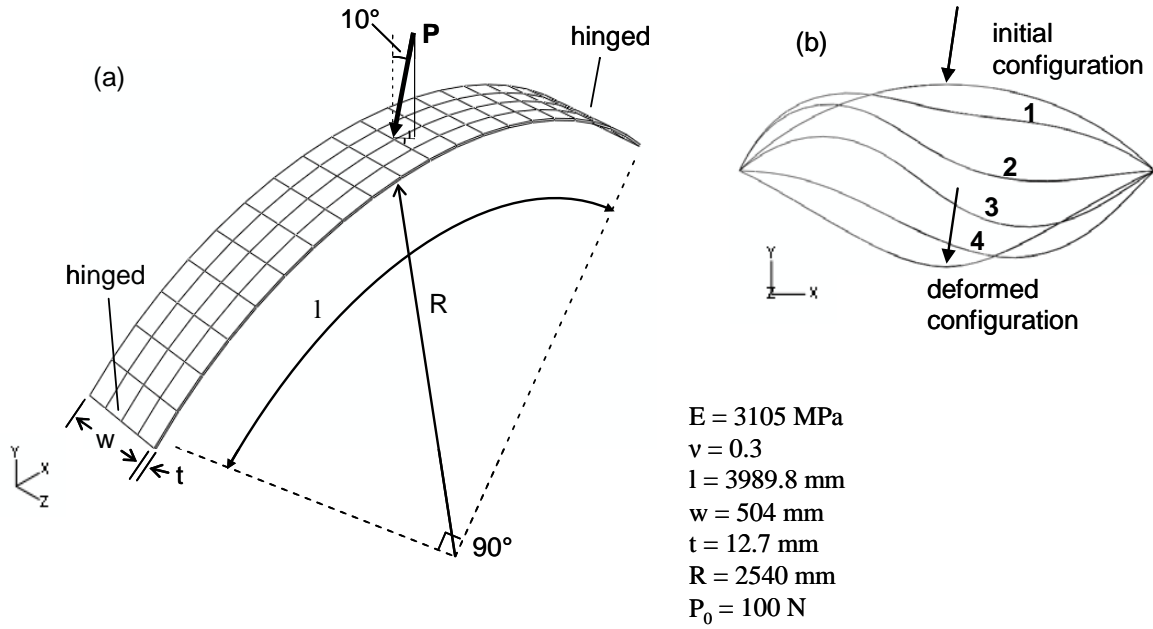 (a)
10°
P
hinged
hinged
l
R
w
t
90°
Y
X
Z
(b)
initial
configuration
1
2
3
4
deformed
configuration
Y
Z
X
E = 3105 MPa
ν = 0.3
l = 3989.8 mm
w = 504 mm
t = 12.7 mm
R = 2540 mm
P₀ = 100 N